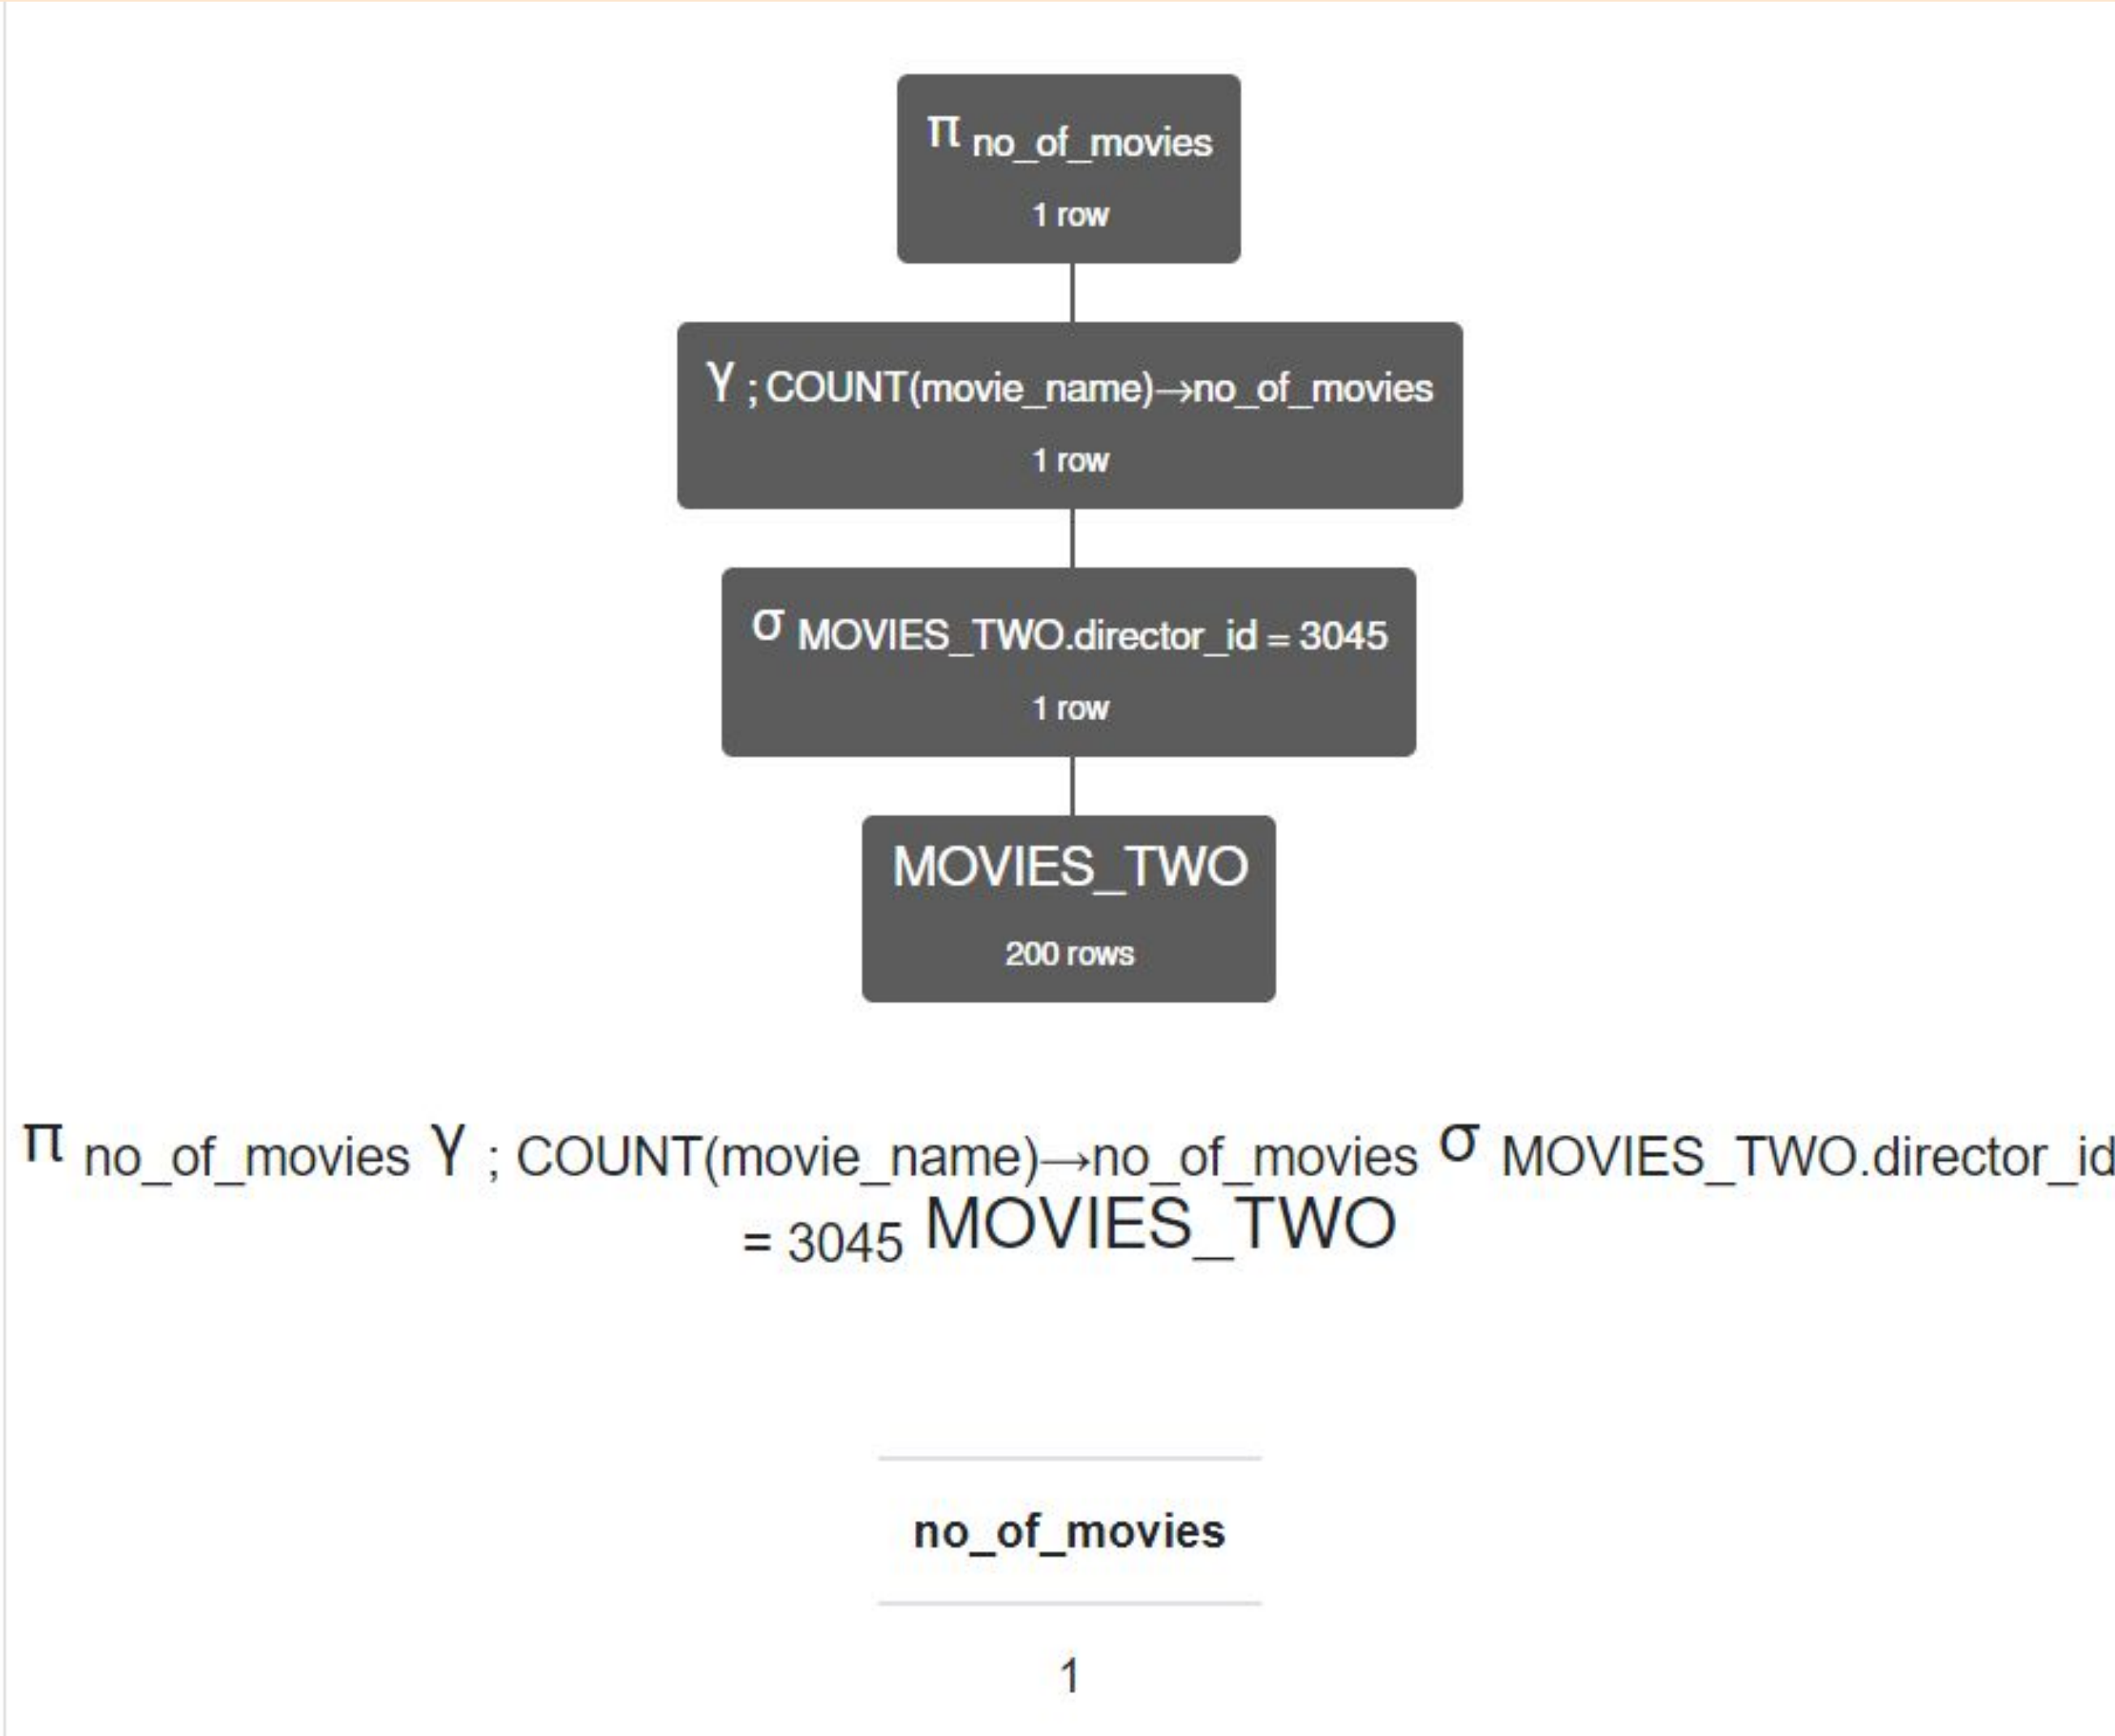 π no_of_movies
1 row
γ ; COUNT(movie_name)→no_of_movies
1 row
σ MOVIES_TWO.director_id = 3045
1 row
MOVIES_TWO
200 rows
π no_of_movies γ ; COUNT(movie_name)→no_of_movies σ MOVIES_TWO.director_id
= 3045 MOVIES_TWO
no_of_movies
1